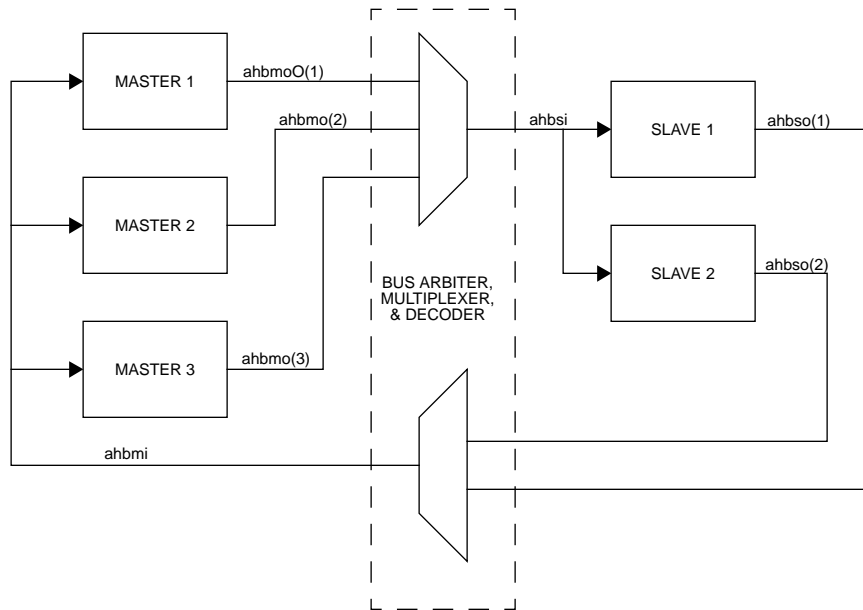 MASTER 1
ahbmoO(1)
ahbmo(2)
ahbsi
SLAVE 1
ahbso(1)
MASTER 2
SLAVE 2
ahbso(2)
BUS ARBITER,
MULTIPLEXER,
& DECODER
MASTER 3
ahbmo(3)
ahbmi